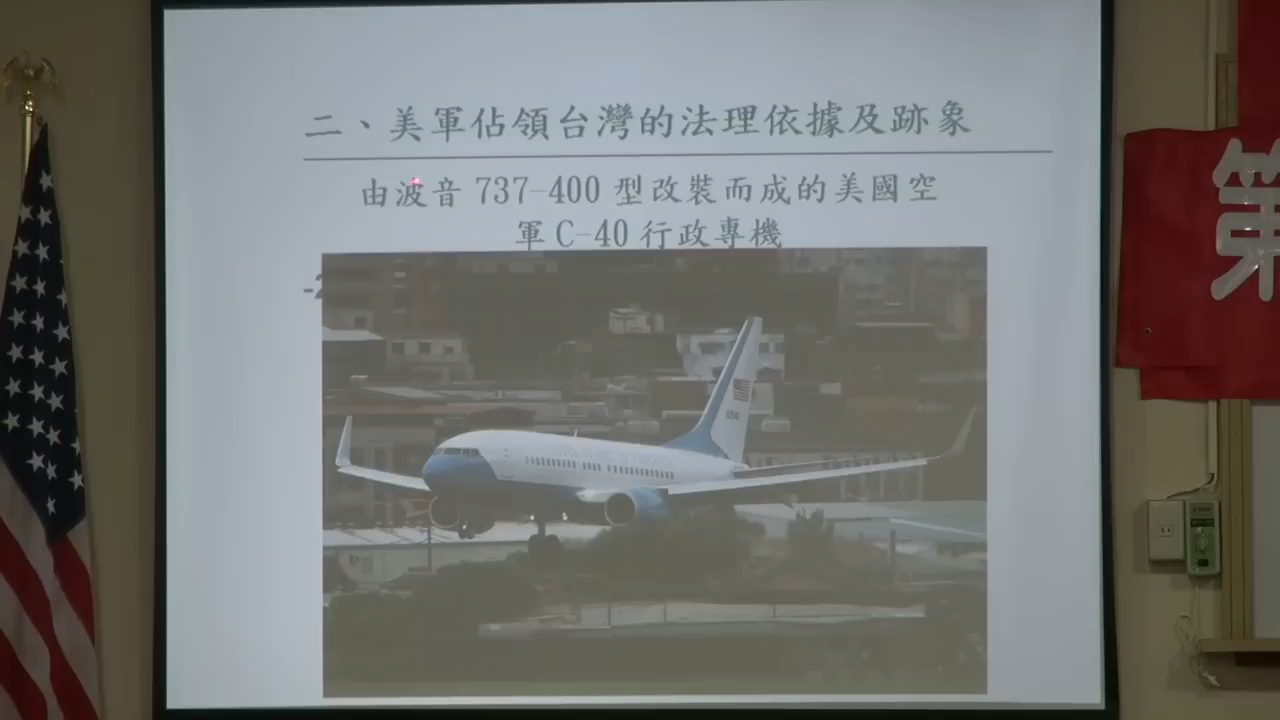 二、美軍佔領台灣的法理依據及跡象
由波音 737-400 型改裝而成的美國空
軍 C-40 行政專機
第